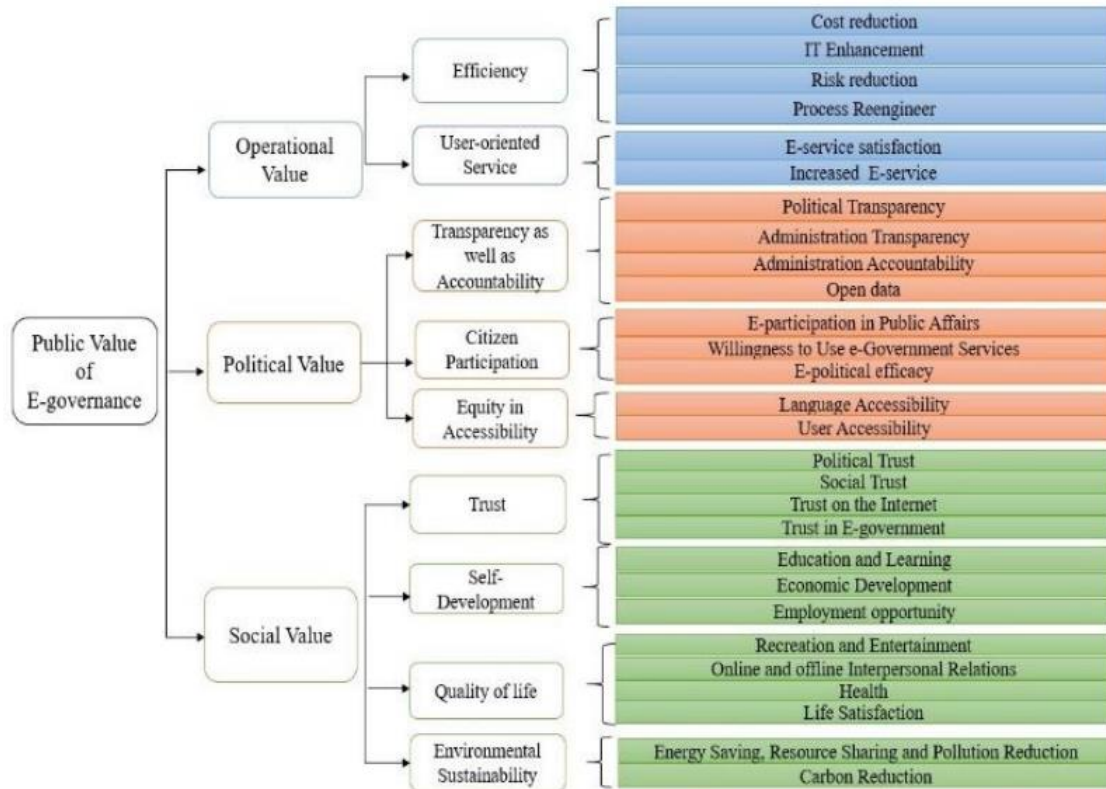 Public Value
of
E-governance
Operational
Value
Efficiency
Cost reduction
IT Enhancement
Risk reduction
Process Reengineer
User-oriented
Service
E-service satisfaction
Increased E-service
Political Value
Transparency as
well as
Accountability
Political Transparency
Administration Transparency
Administration Accountability
Open data
Citizen
Participation
E-participation in Public Affairs
Willingness to Use e-Government Services
E-political efficacy
Equity in
Accessibility
Language Accessibility
User Accessibility
Social Value
Trust
Political Trust
Social Trust
Trust on the Internet
Trust in E-government
Self-
Development
Education and Learning
Economic Development
Employment opportunity
Quality of life
Recreation and Entertainment
Online and offline Interpersonal Relations
Health
Life Satisfaction
Environmental
Sustainability
Energy Saving, Resource Sharing and Pollution Reduction
Carbon Reduction